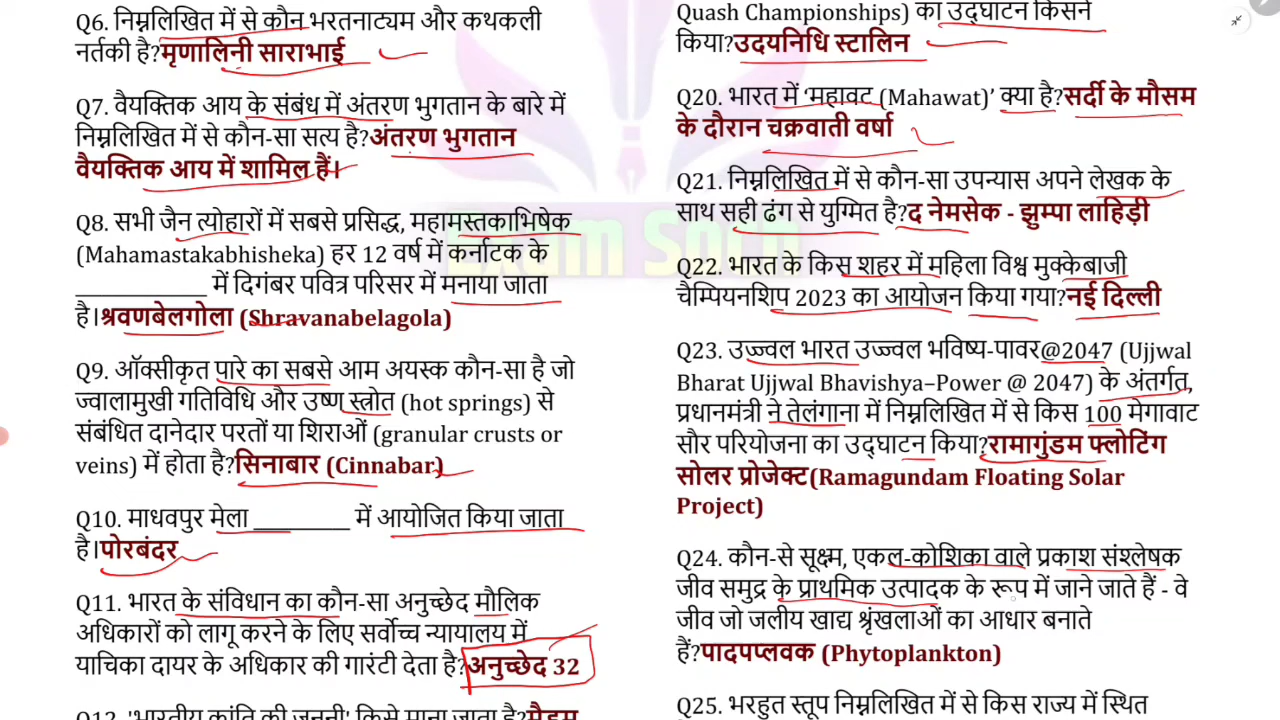 Q6. निम्नलिखित में से कौन भरतनाट्यम और कथकली
नर्तकी है?मृणालिनी साराभाई
Q7. वैयक्तिक आय के संबंध में अंतरण भुगतान के बारे में
निम्नलिखित में से कौन-सा सत्य है?अंतरण भुगतान
वैयक्तिक आय में शामिल हैं।
Q8. सभी जैन त्योहारों में सबसे प्रसिद्ध, महामस्तकाभिषेक
(Mahamastakabhisheka) हर 12 वर्ष में कर्नाटक के
____________ में दिगंबर पवित्र परिसर में मनाया जाता
है।श्रवणबेलगोला (Shravanabelagola)
Q9. ऑक्सीकृत पारे का सबसे आम अयस्क कौन-सा है जो
ज्वालामुखी गतिविधि और उष्ण स्त्रोत (hot springs) से
संबंधित दानेदार परतों या शिराओं (granular crusts or
veins) में होता है?सिनाबार (Cinnabar)
Q10. माधवपुर मेला _________ में आयोजित किया जाता
है।पोरबंदर
Q11. भारत के संविधान का कौन-सा अनुच्छेद मौलिक
अधिकारों को लागू करने के लिए सर्वोच्च न्यायालय में
याचिका दायर के अधिकार की गारंटी देता है?अनुच्छेद 32
Q12. 'भारतीय क्रांति की जननी' किसे माना जाता है?मैडम
Quash Championships) का उद्घाटन किसने
किया?उदयनिधि स्टालिन
Q20. भारत में ‘महावट (Mahawat)’ क्या है?सर्दी के मौसम
के दौरान चक्रवाती वर्षा
Q21. निम्नलिखित में से कौन-सा उपन्यास अपने लेखक के
साथ सही ढंग से युग्मित है?द नेमसेक - झुम्पा लाहिड़ी
Q22. भारत के किस शहर में महिला विश्व मुक्केबाजी
चैम्पियनशिप 2023 का आयोजन किया गया?नई दिल्ली
Q23. उज्ज्वल भारत उज्ज्वल भविष्य-पावर@2047 (Ujjwal
Bharat Ujjwal Bhavishya–Power @ 2047) के अंतर्गत,
प्रधानमंत्री ने तेलंगाना में निम्नलिखित में से किस 100 मेगावाट
सौर परियोजना का उद्घाटन किया?रामागुंडम फ्लोटिंग
सोलर प्रोजेक्ट(Ramagundam Floating Solar
Project)
Q24. कौन-से सूक्ष्म, एकल-कोशिका वाले प्रकाश संश्लेषक
जीव समुद्र के प्राथमिक उत्पादक के रूप में जाने जाते हैं - वे
जीव जो जलीय खाद्य श्रृंखलाओं का आधार बनाते
हैं?पादपप्लवक (Phytoplankton)
Q25. भरहुत स्तूप निम्नलिखित में से किस राज्य में स्थित